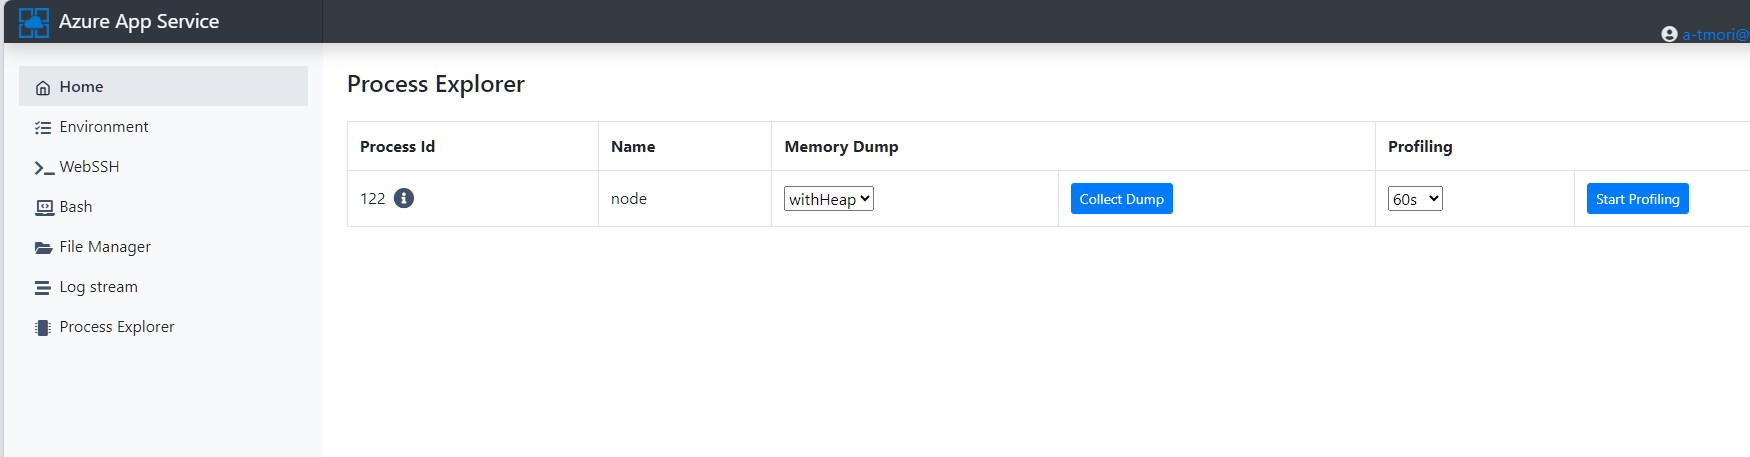 Azure App Service
a-tmori@
Home
Environment
WebSSH
Bash
File Manager
Log stream
Process Explorer
Process Explorer
Process Id Name Memory Dump Profiling
122 node withHeap Collect Dump 60s Start Profiling